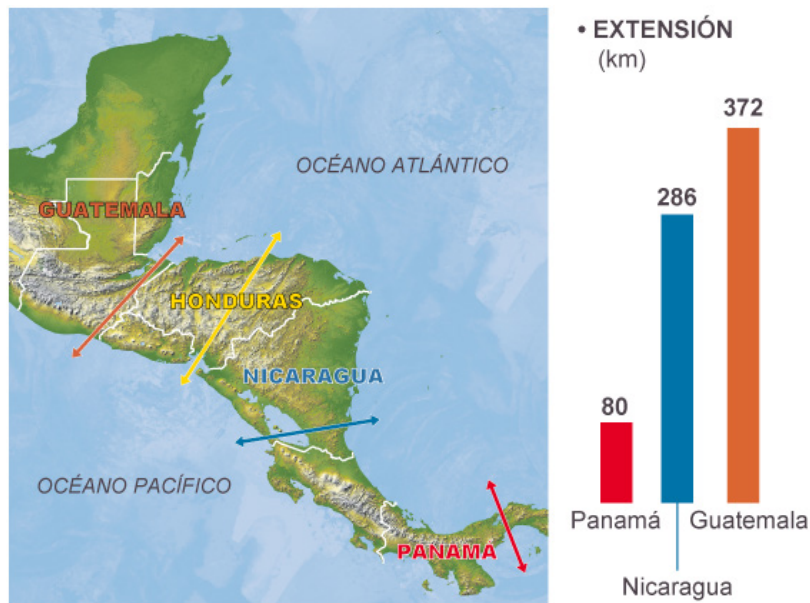 OCÉANO ATLÁNTICO
GUATEMALA
HONDURAS
NICARAGUA
OCÉANO PACÍFICO
PANAMÁ
• EXTENSIÓN
(km)
372
286
80
Panamá
Guatemala
Nicaragua